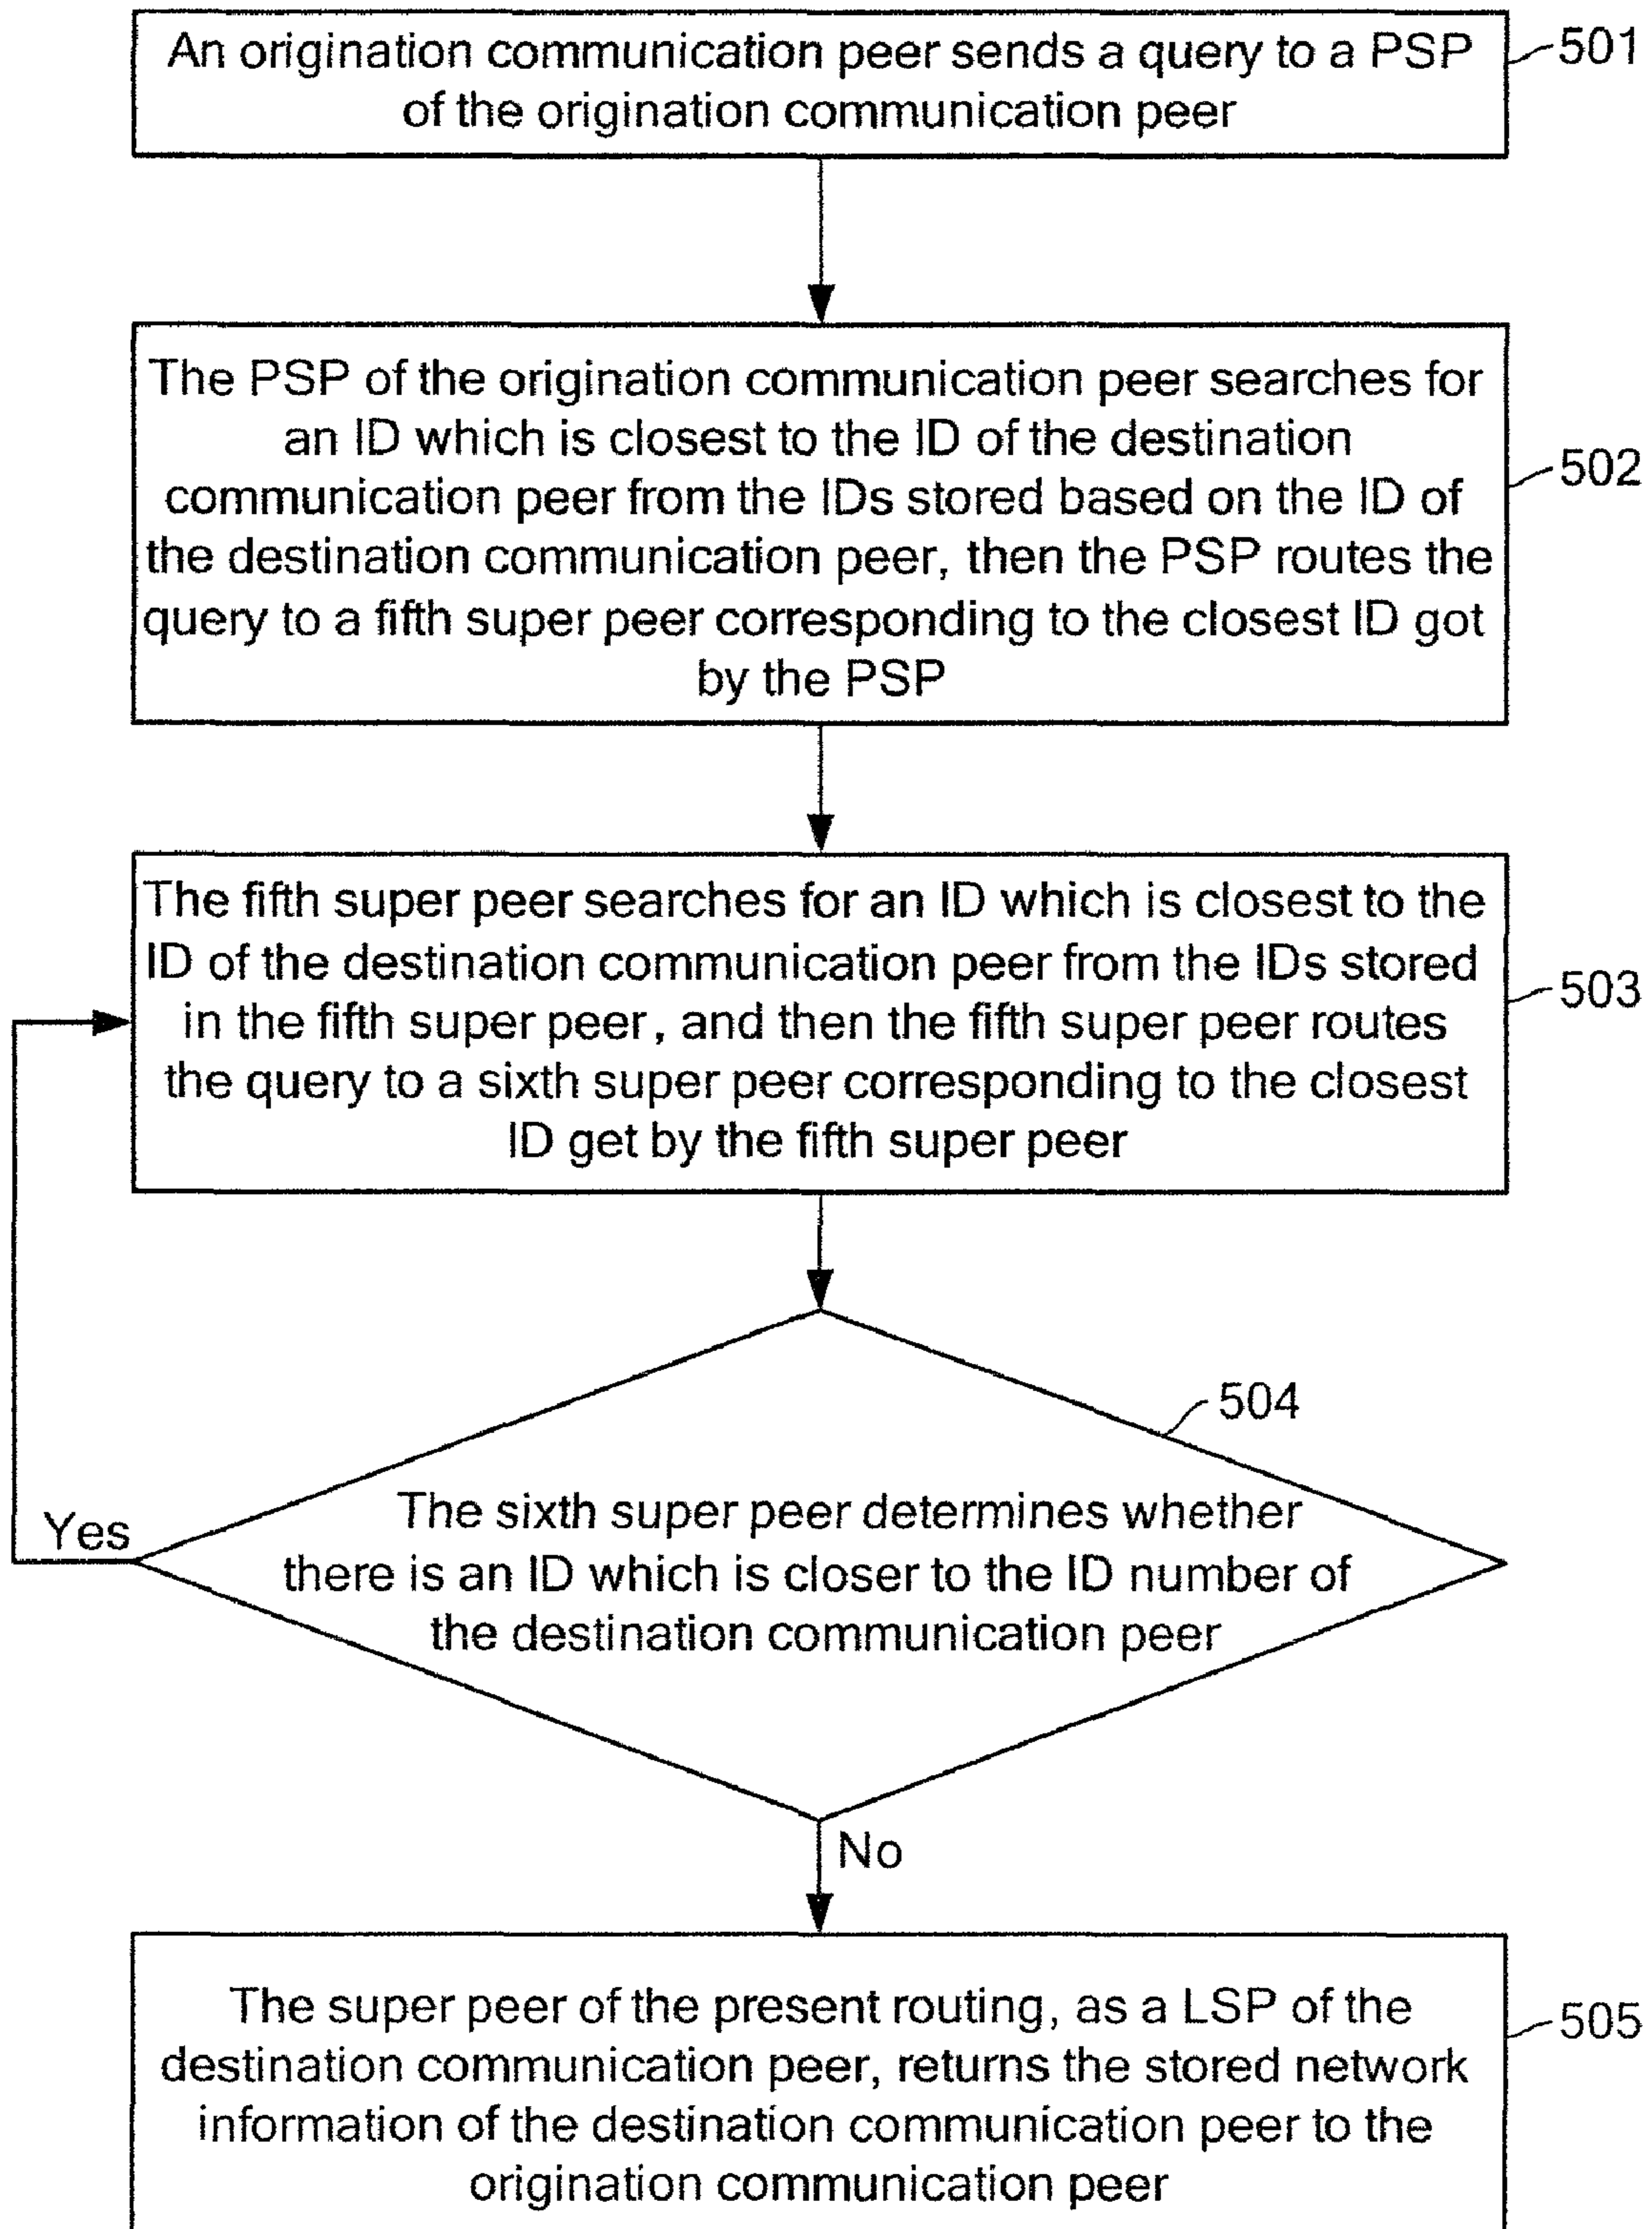 An origination communication peer sends a query to a PSP
of the origination communication peer
501
The PSP of the origination communication peer searches for
an ID which is closest to the ID of the destination
communication peer from the IDs stored based on the ID of
the destination communication peer, then the PSP routes the
query to a fifth super peer corresponding to the closest ID got
by the PSP
502
The fifth super peer searches for an ID which is closest to the
ID of the destination communication peer from the IDs stored
in the fifth super peer, and then the fifth super peer routes
the query to a sixth super peer corresponding to the closest
ID get by the fifth super peer
503
504
The sixth super peer determines whether
there is an ID which is closer to the ID number of
the destination communication peer
Yes
No
The super peer of the present routing, as a LSP of the
destination communication peer, returns the stored network
information of the destination communication peer to the
origination communication peer
505